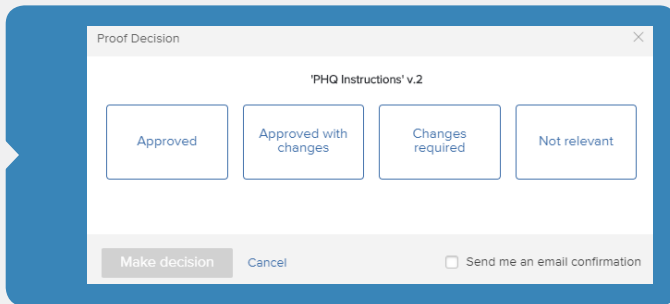 Proof Decision
'PHQ Instructions' v.2
Approved
Approved with
changes
Changes
required
Not relevant
Make decision
Cancel
Send me an email confirmation